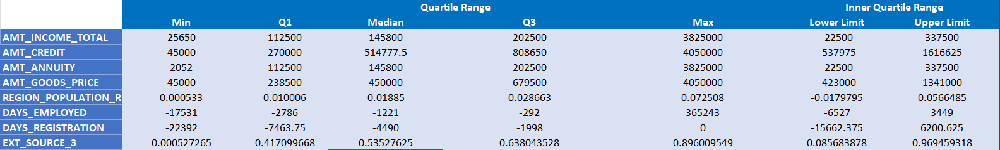 Quartile Range Inner Quartile Range
Min Q1 Median Q3 Max Lower Limit Upper Limit
AMT_INCOME_TOTAL 25650 112500 145800 202500 3825000 -22500 337500
AMT_CREDIT 45000 270000 514777.5 808650 4050000 -537975 1616625
AMT_ANNUITY 2052 112500 145800 202500 3825000 -22500 337500
AMT_GOODS_PRICE 45000 238500 450000 679500 4050000 -423000 1341000
REGION_POPULATION_R 0.000533 0.010006 0.01885 0.028663 0.072508 -0.0179795 0.0566485
DAYS_EMPLOYED -17531 -2786 -1221 -292 365243 -6527 3449
DAYS_REGISTRATION -22392 -7463.75 -4490 -1998 0 -15662.375 6200.625
EXT_SOURCE_3 0.000527265 0.417099668 0.53527625 0.638043528 0.896009549 0.085683878 0.969459318